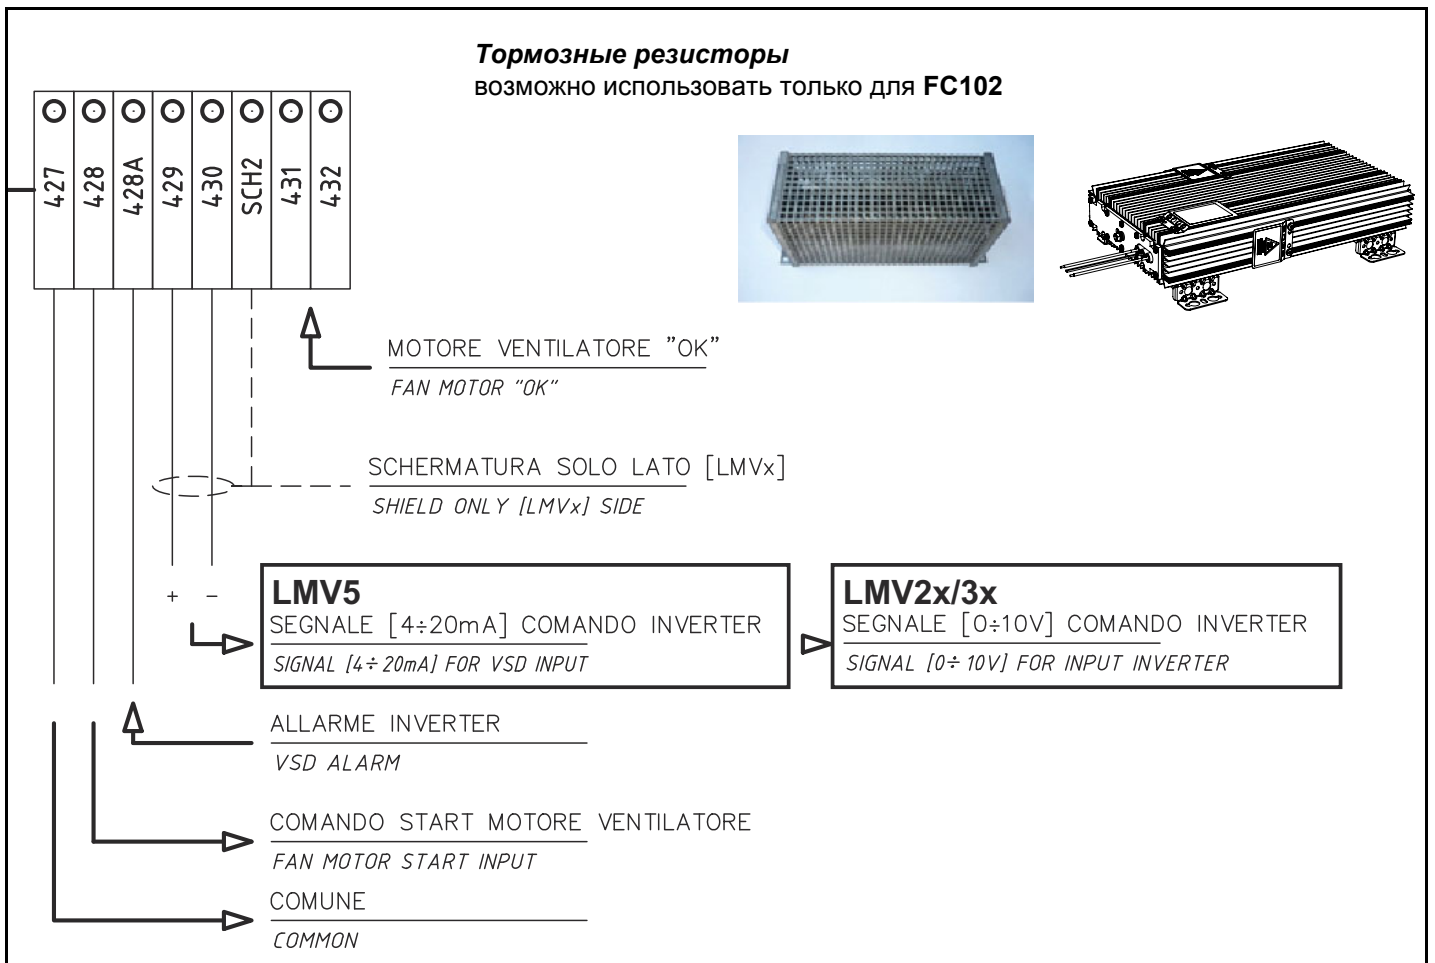 Тормозные резисторы
возможно использовать только для FC102
427
428
428A
429
430
SCH2
431
432
MOTORE VENTILATORE "OK"
FAN MOTOR "OK"
SCHERMATURA SOLO LATO [LMVx]
SHIELD ONLY [LMVx] SIDE
+ −
LMV5
SEGNALE [4÷20mA] COMANDO INVERTER
SIGNAL [4÷20mA] FOR VSD INPUT
LMV2x/3x
SEGNALE [0÷10V] COMANDO INVERTER
SIGNAL [0÷10V] FOR INPUT INVERTER
ALLARME INVERTER
VSD ALARM
COMANDO START MOTORE VENTILATORE
FAN MOTOR START INPUT
COMUNE
COMMON